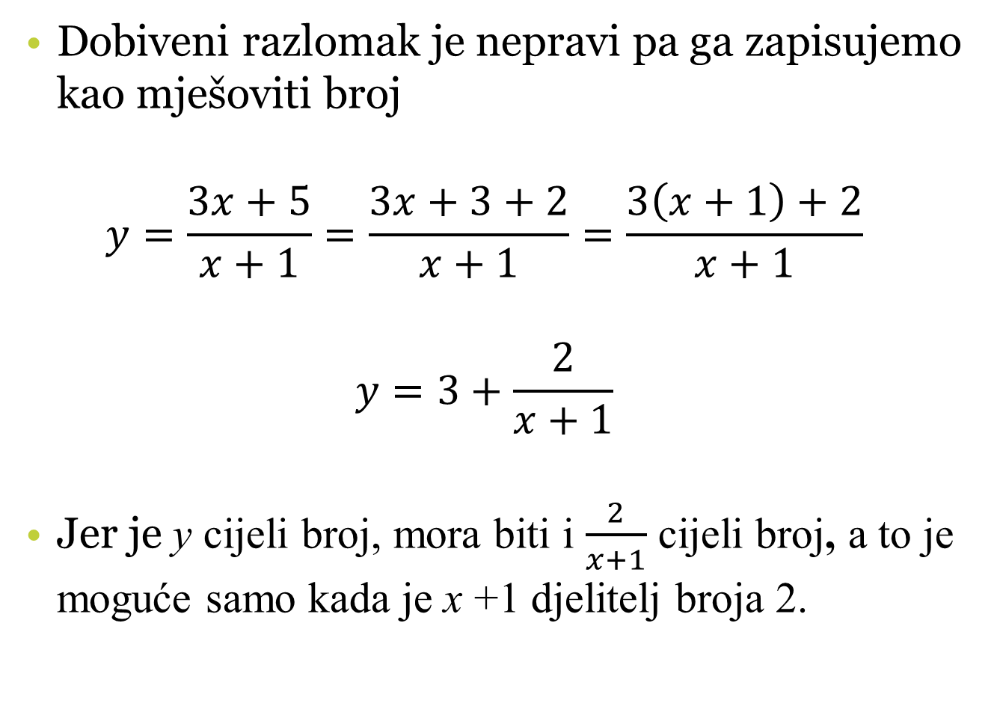 • Dobiveni razlomak je nepravi pa ga zapisujemo
kao mješoviti broj
y = \frac{3x + 5}{x + 1} = \frac{3x + 3 + 2}{x + 1} = \frac{3(x + 1) + 2}{x + 1}
y = 3 + \frac{2}{x + 1}
• Jer je y cijeli broj, mora biti i \frac{2}{x+1} cijeli broj, a to je
moguće samo kada je x +1 djelitelj broja 2.